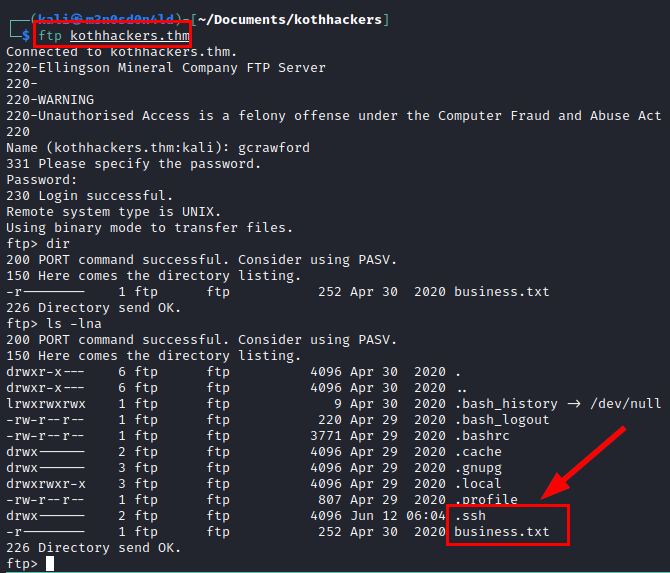 (kali㉿m3n0sd0n4ld)-[~/Documents/kothhackers]
$ ftp kothhackers.thm
Connected to kothhackers.thm.
220-Ellingson Mineral Company FTP Server
220-
220-WARNING
220-Unauthorised Access is a felony offense under the Computer Fraud and Abuse Act
220
Name (kothhackers.thm:kali): gcrawford
331 Please specify the password.
Password:
230 Login successful.
Remote system type is UNIX.
Using binary mode to transfer files.
ftp> dir
200 PORT command successful. Consider using PASV.
150 Here comes the directory listing.
-r-------- 1 ftp ftp 252 Apr 30 2020 business.txt
226 Directory send OK.
ftp> ls -lna
200 PORT command successful. Consider using PASV.
150 Here comes the directory listing.
drwxr-x--- 6 ftp ftp 4096 Apr 30 2020 .
drwxr-x--- 6 ftp ftp 4096 Apr 30 2020 ..
lrwxrwxrwx 1 ftp ftp 9 Apr 30 2020 .bash_history -> /dev/null
-rw-r--r-- 1 ftp ftp 220 Apr 29 2020 .bash_logout
-rw-r--r-- 1 ftp ftp 3771 Apr 29 2020 .bashrc
drwx------ 2 ftp ftp 4096 Apr 29 2020 .cache
drwx------ 3 ftp ftp 4096 Apr 29 2020 .gnupg
drwxrwxr-x 3 ftp ftp 4096 Apr 29 2020 .local
-rw-r--r-- 1 ftp ftp 807 Apr 29 2020 .profile
drwx------ 2 ftp ftp 4096 Jun 12 06:04 .ssh
-r-------- 1 ftp ftp 252 Apr 30 2020 business.txt
226 Directory send OK.
ftp>